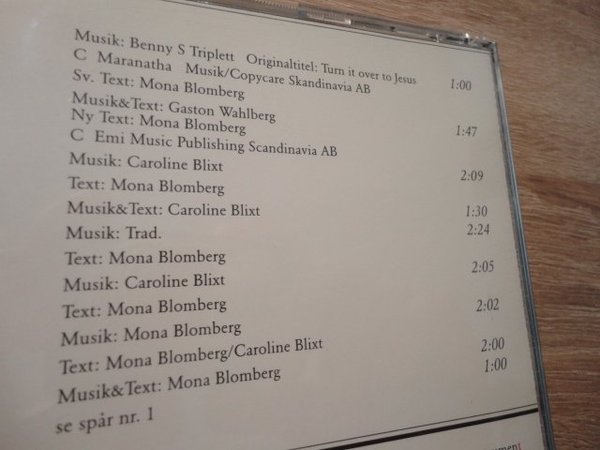 Musik: Benny S Triplett Originaltitel: Turn it over to Jesus
C Maranatha Musik/Copycare Skandinavia AB 1:00
Sv. Text: Mona Blomberg
Musik&Text: Gaston Wahlberg
Ny Text: Mona Blomberg 1:47
C Emi Music Publishing Scandinavia AB
Musik: Caroline Blixt 2:09
Text: Mona Blomberg
Musik&Text: Caroline Blixt 1:30
Musik: Trad. 2:24
Text: Mona Blomberg
Musik: Caroline Blixt 2:05
Text: Mona Blomberg
Musik: Mona Blomberg 2:02
Text: Mona Blomberg/Caroline Blixt
Musik&Text: Mona Blomberg 2:00
se spår nr. 1 1:00